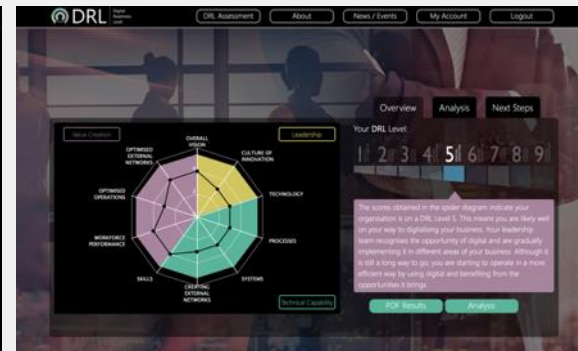 DRL Digital
Readiness
Level
DRL Assessment
About
News / Events
My Account
Logout
Overview
Analysis
Next Steps
Value Creation
Leadership
OVERALL
VISION
CULTURE OF
INNOVATION
TECHNOLOGY
PROCESSES
SYSTEMS
CREATING
EXTERNAL
NETWORKS
SKILLS
WORKFORCE
PERFORMANCE
OPTIMISED
OPERATIONS
OPTIMISED
EXTERNAL
NETWORKS
Technical Capability
Your DRL Level:
1 2 3 4 5 6 7 8 9
The scores obtained in the spider diagram indicate your
organisation is on a DRL Level 5. This means you are likely well
on your way to digitalising your business. Your leadership
team recognises the opportunity of digital and are gradually
implementing it in different areas of your business. Although it
is still a long way to go, you are starting to operate in a more
efficient way by using digital and benefiting from the
opportunities it brings.
PDF Results
Analysis